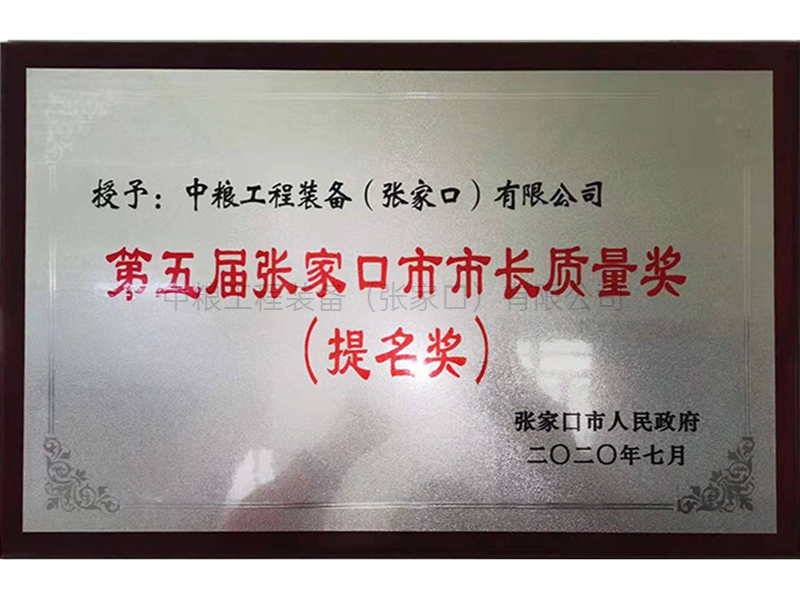 授予：中粮工程装备（张家口）有限公司
第五届张家口市市长质量奖
中粮工程装备（张家口）有限公司
（提名奖）
张家口市人民政府
二〇二〇年七月